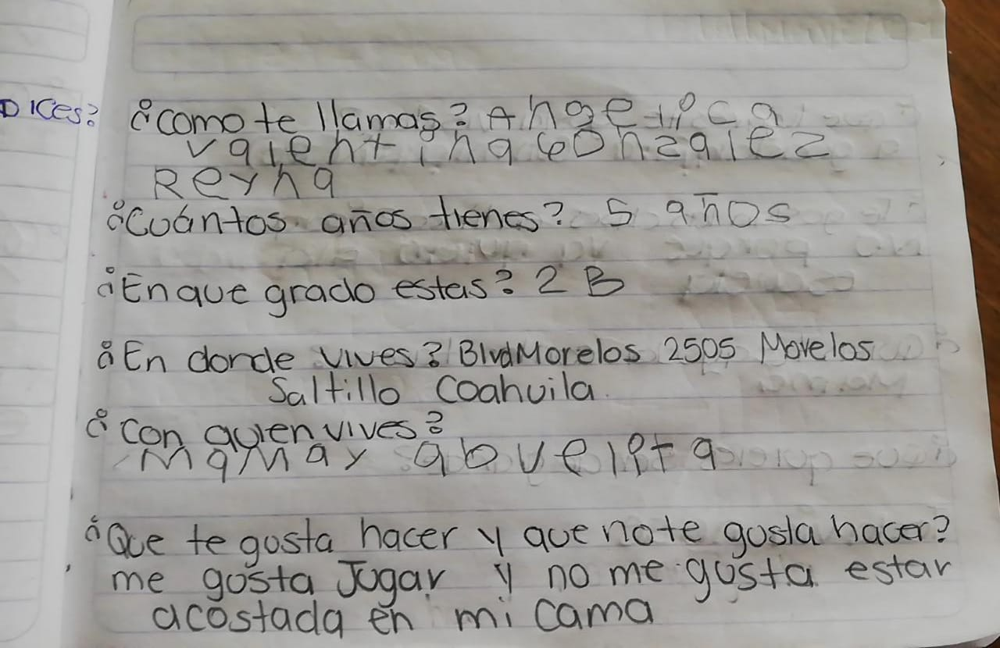 DICes?
¿como te llamas? Angelica
valentina GOnzalez
Reyna
¿Cuántos años tienes? 5 años
¿En que grado estas? 2 B
¿En donde vives? Blvd Morelos 2505 Morelos
Saltillo Coahuila.
¿con quien vives?
MaMa y abuelita
¿Que te gusta hacer y que no te gusta hacer?
me gosta Jugar y no me gusta estar
acostada en mi cama